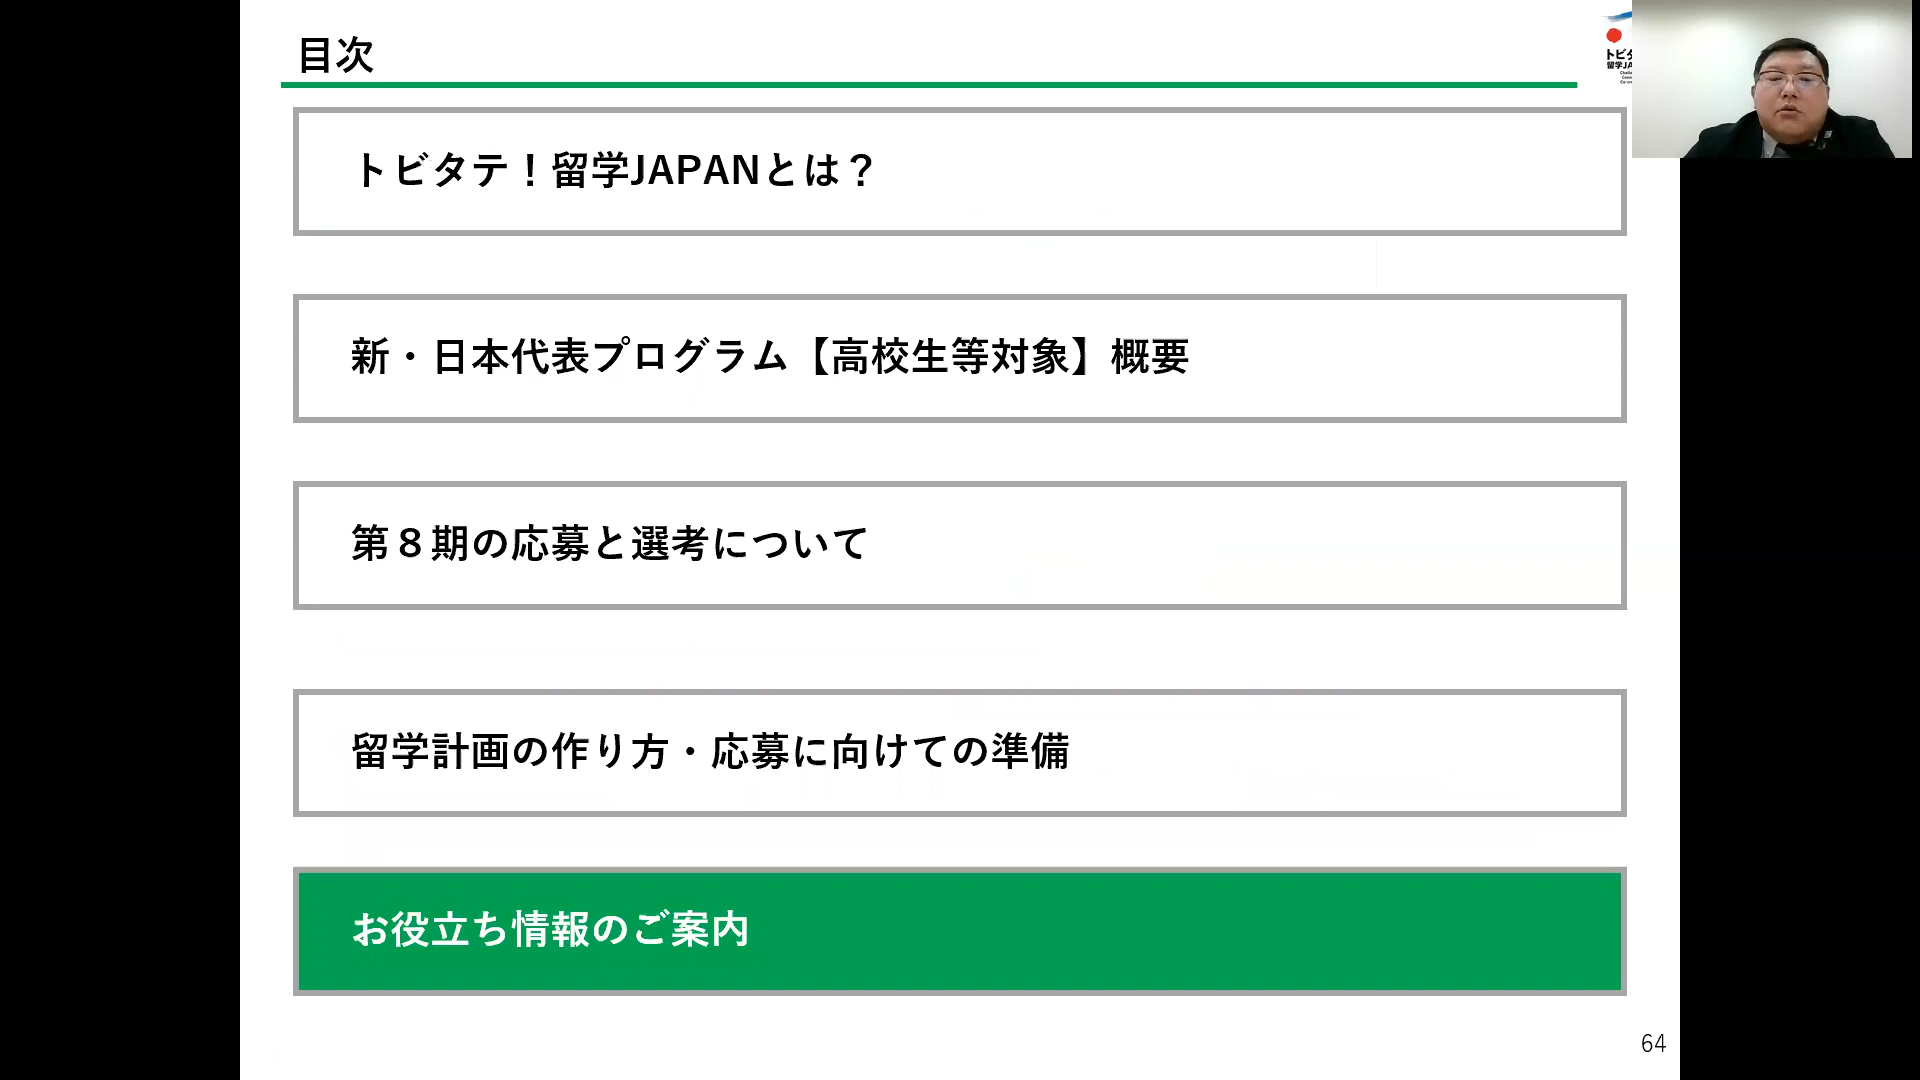 目次
トビタテ！留学JAPANとは？
新・日本代表プログラム【高校生等対象】概要
第８期の応募と選考について
留学計画の作り方・応募に向けての準備
お役立ち情報のご案内
64